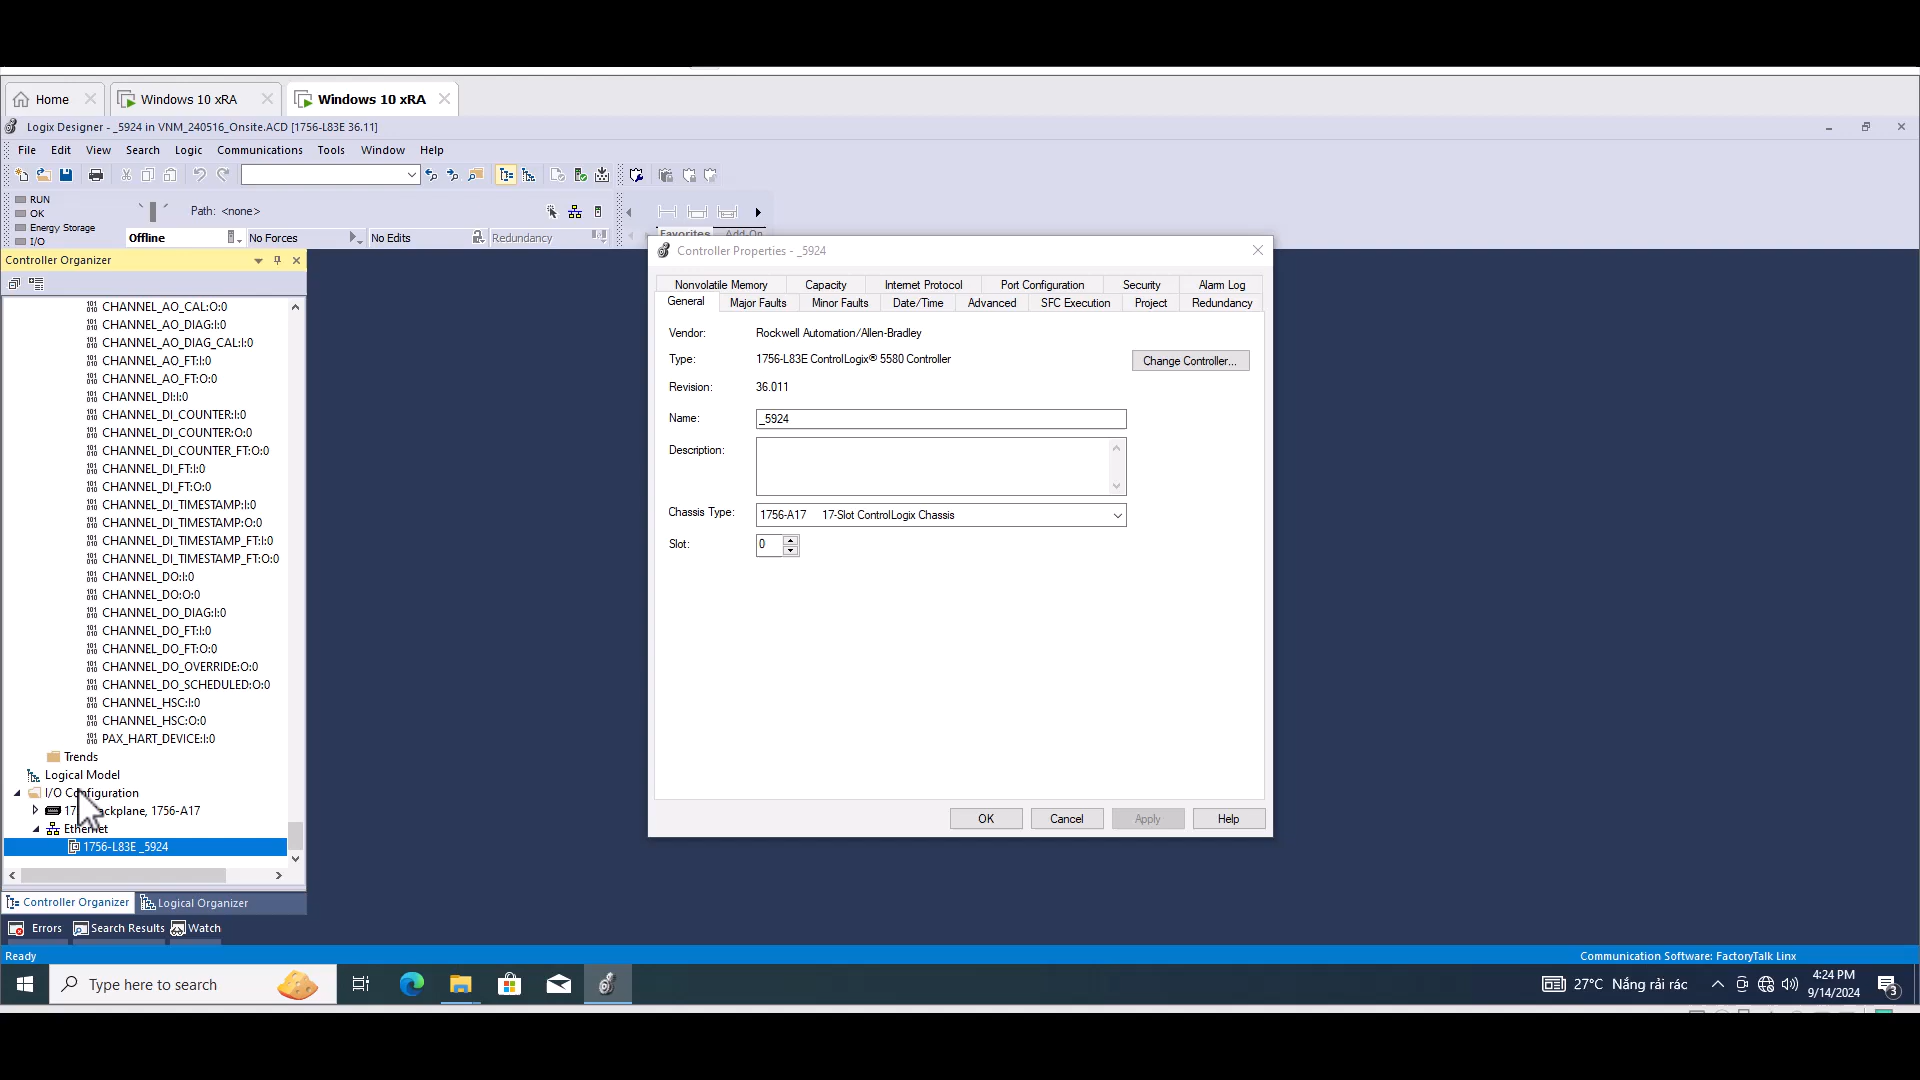 Home
Windows 10 xRA
Windows 10 xRA
Logix Designer - _5924 in VNM_240516_Onsite.ACD [1756-L83E 36.11]
File Edit View Search Logic Communications Tools Window Help
RUN
OK
Energy Storage
I/O
Path: <none>
Offline
No Forces
No Edits
Redundancy
Favorites Add-On
Controller Organizer
CHANNEL_AO_CAL:O:0
CHANNEL_AO_DIAG:I:0
CHANNEL_AO_DIAG_CAL:I:0
CHANNEL_AO_FT:I:0
CHANNEL_AO_FT:O:0
CHANNEL_DI:I:0
CHANNEL_DI_COUNTER:I:0
CHANNEL_DI_COUNTER:O:0
CHANNEL_DI_COUNTER_FT:O:0
CHANNEL_DI_FT:I:0
CHANNEL_DI_FT:O:0
CHANNEL_DI_TIMESTAMP:I:0
CHANNEL_DI_TIMESTAMP:O:0
CHANNEL_DI_TIMESTAMP_FT:I:0
CHANNEL_DI_TIMESTAMP_FT:O:0
CHANNEL_DO:I:0
CHANNEL_DO:O:0
CHANNEL_DO_DIAG:I:0
CHANNEL_DO_FT:I:0
CHANNEL_DO_FT:O:0
CHANNEL_DO_OVERRIDE:O:0
CHANNEL_DO_SCHEDULED:O:0
CHANNEL_HSC:I:0
CHANNEL_HSC:O:0
PAX_HART_DEVICE:I:0
Trends
Logical Model
I/O Configuration
1756-A17
Ethernet
1756-L83E _5924
Controller Organizer
Logical Organizer
Errors
Search Results
Watch
Controller Properties - _5924
Nonvolatile Memory Capacity Internet Protocol Port Configuration Security Alarm Log
General Major Faults Minor Faults Date/Time Advanced SFC Execution Project Redundancy
Vendor: Rockwell Automation/Allen-Bradley
Type: 1756-L83E ControlLogix® 5580 Controller
Change Controller...
Revision: 36.011
Name: _5924
Description:
Chassis Type: 1756-A17 17-Slot ControlLogix Chassis
Slot: 0
OK Cancel Apply Help
Ready
Communication Software: FactoryTalk Linx
Type here to search
27°C Nắng rải rác
4:24 PM
9/14/2024
3